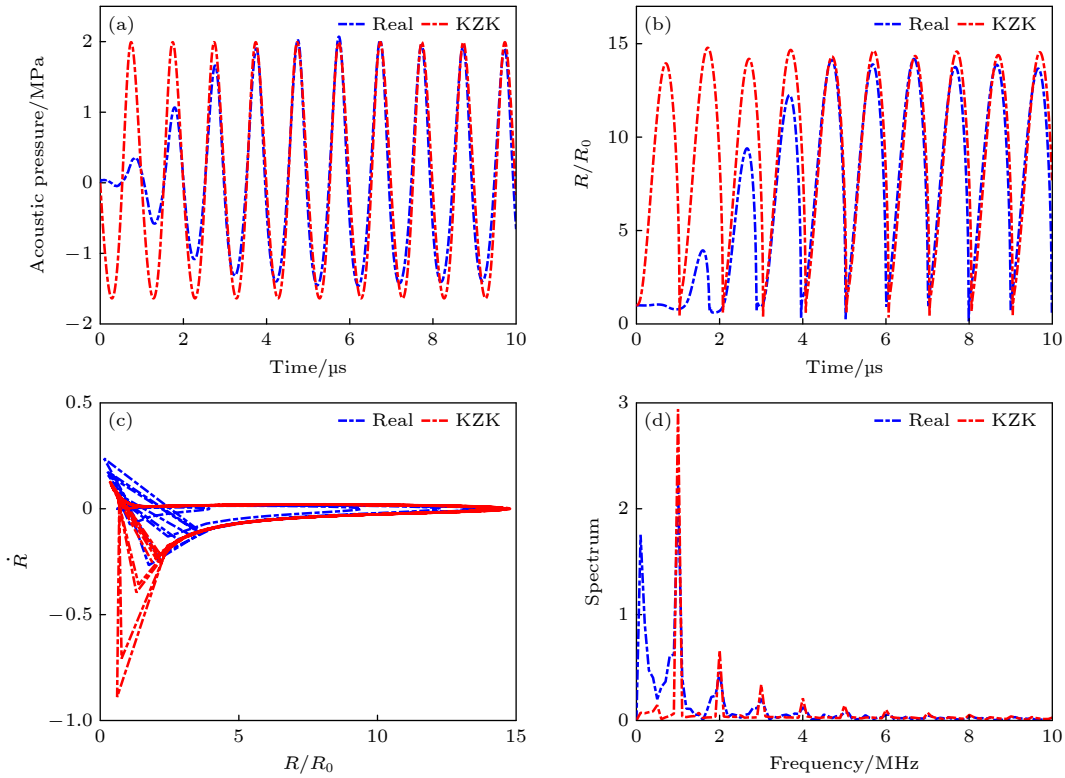 (a)
Real
KZK
2
1
0
−1
−2
Acoustic pressure/MPa
0
2
4
6
8
10
Time/μs
(b)
Real
KZK
15
10
5
0
R/R0
0
2
4
6
8
10
Time/μs
(c)
Real
KZK
0.5
0
−0.5
−1.0
Ṙ
0
5
10
15
R/R0
(d)
Real
KZK
3
2
1
0
Spectrum
0
2
4
6
8
10
Frequency/MHz